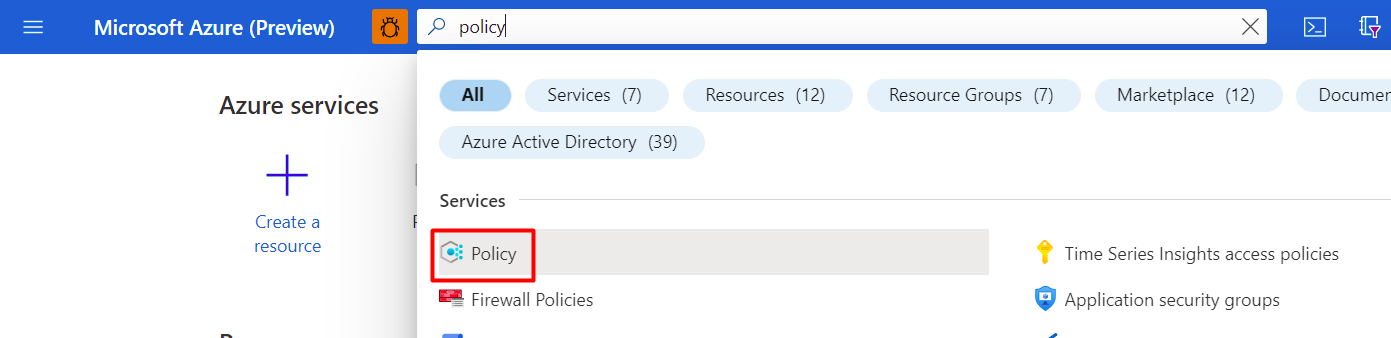 Microsoft Azure (Preview)
policy
All
Services (7)
Resources (12)
Resource Groups (7)
Marketplace (12)
Azure Active Directory (39)
Azure services
Create a
resource
Services
Policy
Time Series Insights access policies
Firewall Policies
Application security groups